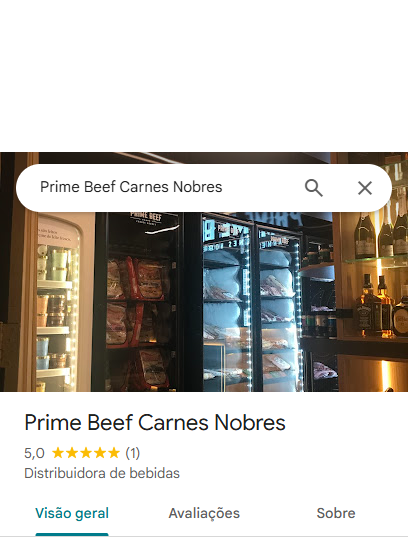 Prime Beef Carnes Nobres
PRIME BEEF
Prime Beef Carnes Nobres
5,0 ★★★★★ (1)
Distribuidora de bebidas
Visão geral Avaliações Sobre